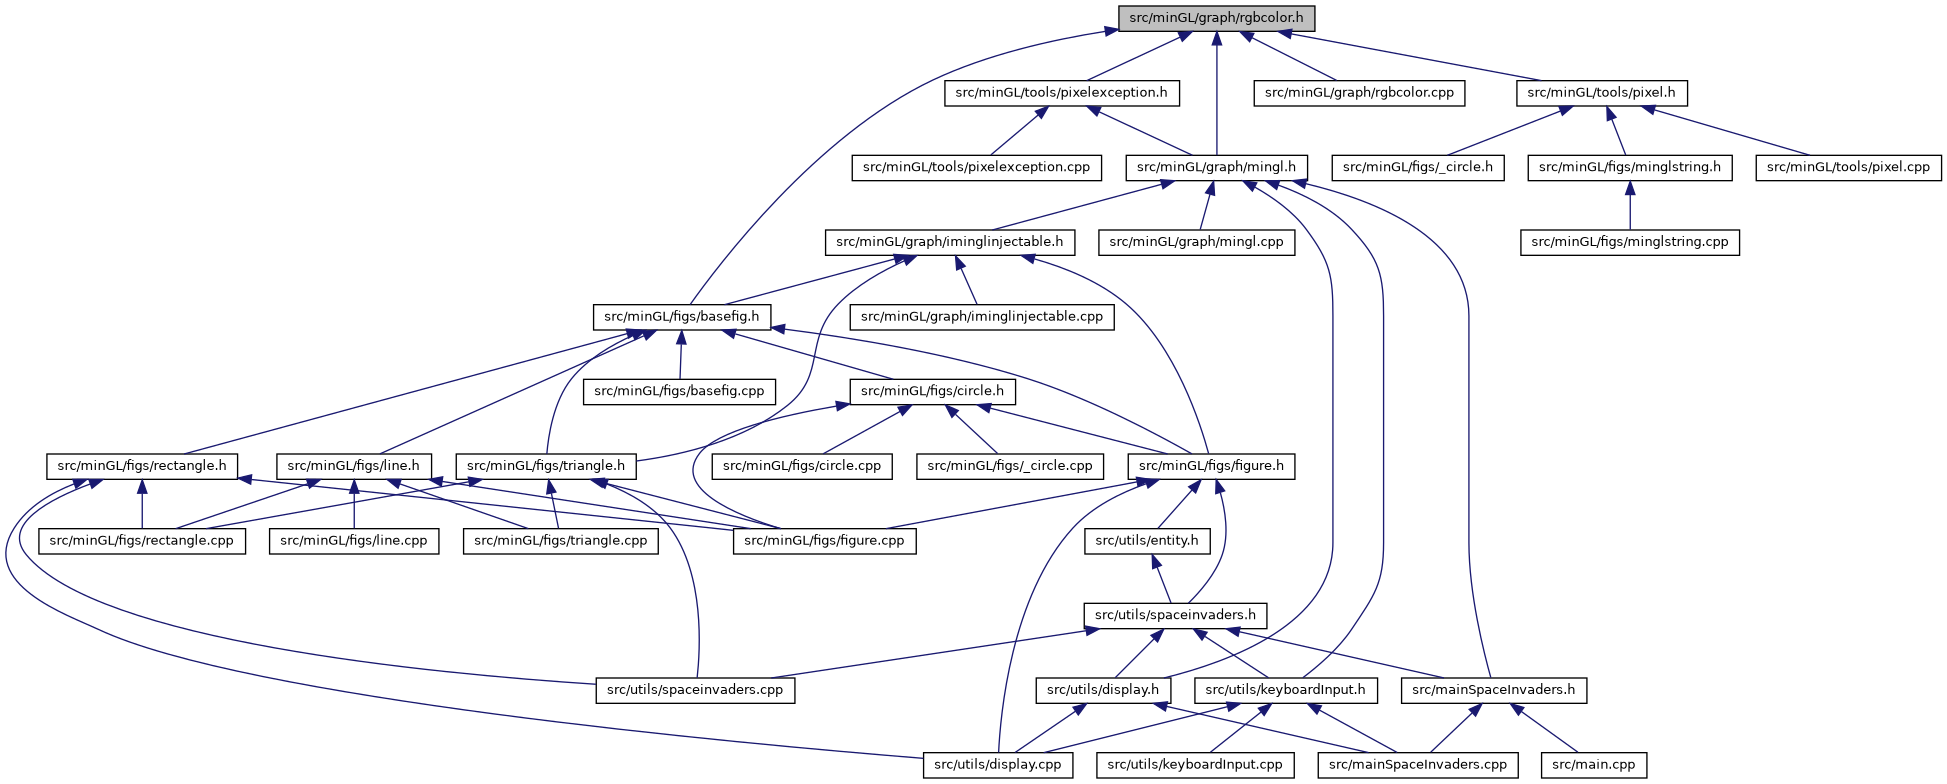 src/minGL/graph/rgbcolor.h
src/minGL/tools/pixelexception.h
src/minGL/graph/rgbcolor.cpp
src/minGL/tools/pixel.h
src/minGL/tools/pixelexception.cpp
src/minGL/graph/mingl.h
src/minGL/figs/_circle.h
src/minGL/figs/minglstring.h
src/minGL/tools/pixel.cpp
src/minGL/graph/iminglinjectable.h
src/minGL/graph/mingl.cpp
src/minGL/figs/minglstring.cpp
src/minGL/figs/basefig.h
src/minGL/graph/iminglinjectable.cpp
src/minGL/figs/basefig.cpp
src/minGL/figs/circle.h
src/minGL/figs/rectangle.h
src/minGL/figs/line.h
src/minGL/figs/triangle.h
src/minGL/figs/circle.cpp
src/minGL/figs/_circle.cpp
src/minGL/figs/figure.h
src/minGL/figs/rectangle.cpp
src/minGL/figs/line.cpp
src/minGL/figs/triangle.cpp
src/minGL/figs/figure.cpp
src/utils/entity.h
src/utils/spaceinvaders.h
src/utils/spaceinvaders.cpp
src/utils/display.h
src/utils/keyboardInput.h
src/mainSpaceInvaders.h
src/utils/display.cpp
src/utils/keyboardInput.cpp
src/mainSpaceInvaders.cpp
src/main.cpp